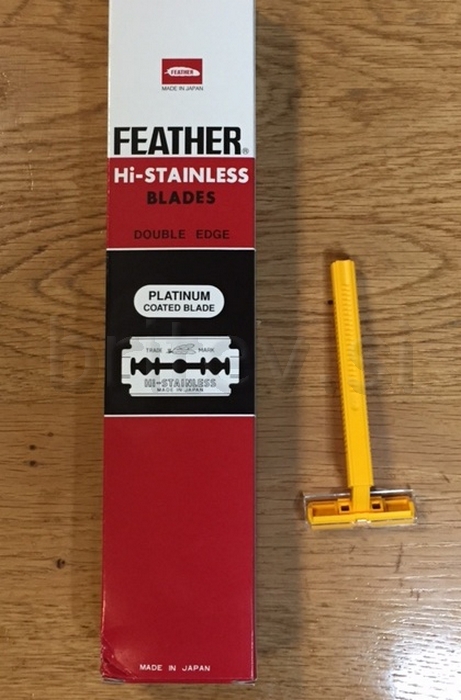 FEATHER
MADE IN JAPAN
FEATHER®
Hi-STAINLESS
BLADES
DOUBLE EDGE
PLATINUM
COATED BLADE
TRADE MARK
HI-STAINLESS
MADE IN JAPAN
MADE IN JAPAN